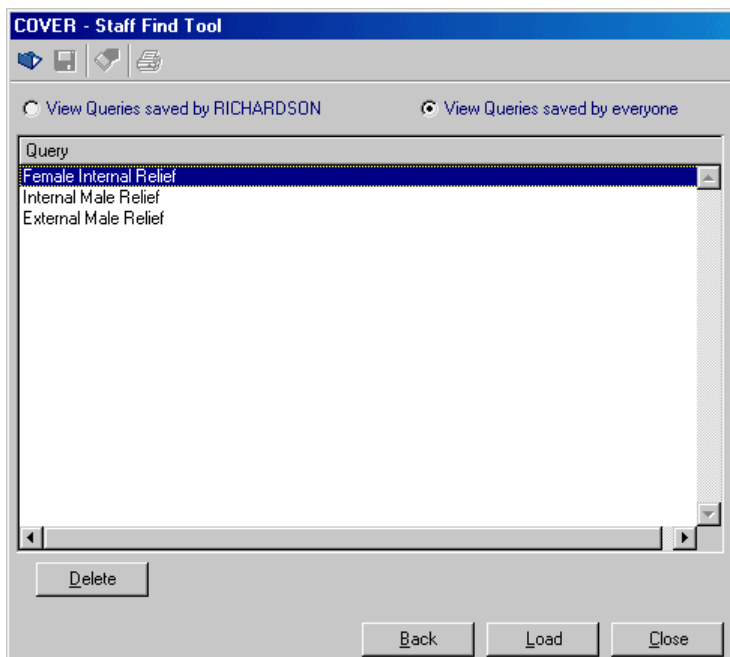 COVER - Staff Find Tool
View Queries saved by RICHARDSON View Queries saved by everyone
Query
Female Internal Relief
Internal Male Relief
External Male Relief
Delete
Back Load Close